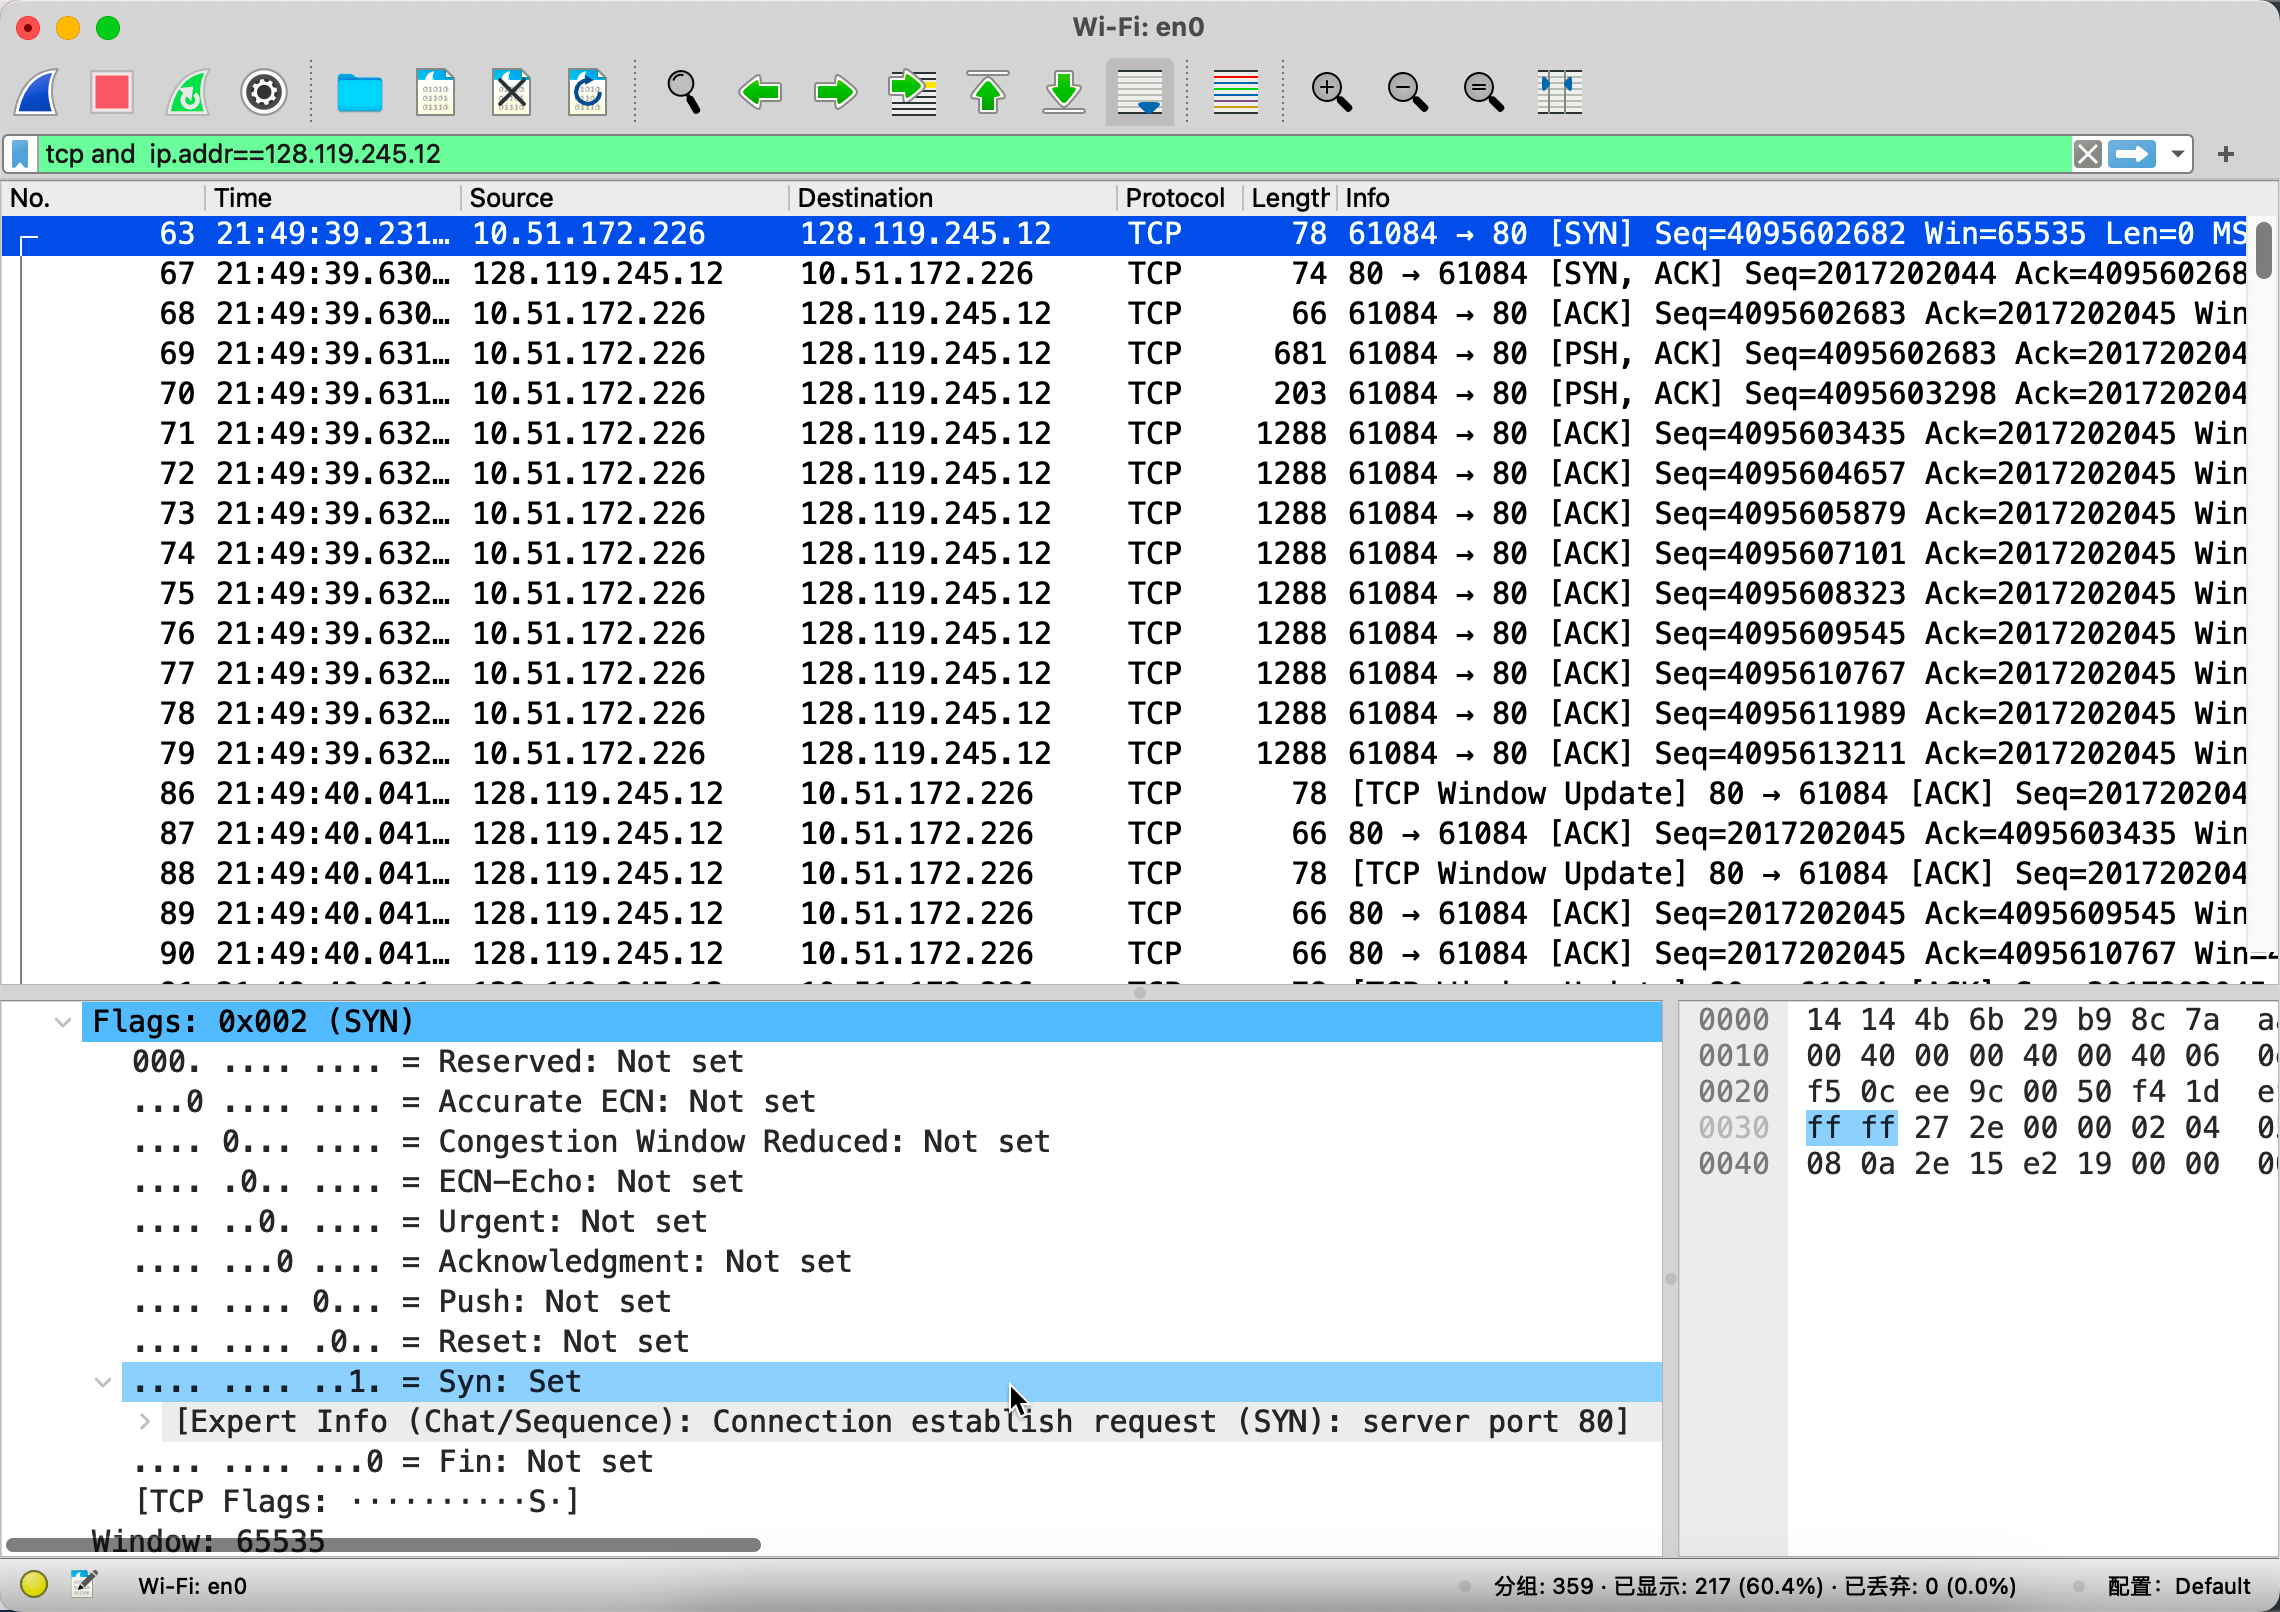 Wi-Fi: en0
tcp and  ip.addr==128.119.245.12
No. Time Source Destination Protocol Length Info
63 21:49:39.231… 10.51.172.226 128.119.245.12 TCP 78 61084 → 80 [SYN] Seq=4095602682 Win=65535 Len=0 MS
67 21:49:39.630… 128.119.245.12 10.51.172.226 TCP 74 80 → 61084 [SYN, ACK] Seq=2017202044 Ack=409560268
68 21:49:39.630… 10.51.172.226 128.119.245.12 TCP 66 61084 → 80 [ACK] Seq=4095602683 Ack=2017202045 Win
69 21:49:39.631… 10.51.172.226 128.119.245.12 TCP 681 61084 → 80 [PSH, ACK] Seq=4095602683 Ack=201720204
70 21:49:39.631… 10.51.172.226 128.119.245.12 TCP 203 61084 → 80 [PSH, ACK] Seq=4095603298 Ack=201720204
71 21:49:39.632… 10.51.172.226 128.119.245.12 TCP 1288 61084 → 80 [ACK] Seq=4095603435 Ack=2017202045 Win
72 21:49:39.632… 10.51.172.226 128.119.245.12 TCP 1288 61084 → 80 [ACK] Seq=4095604657 Ack=2017202045 Win
73 21:49:39.632… 10.51.172.226 128.119.245.12 TCP 1288 61084 → 80 [ACK] Seq=4095605879 Ack=2017202045 Win
74 21:49:39.632… 10.51.172.226 128.119.245.12 TCP 1288 61084 → 80 [ACK] Seq=4095607101 Ack=2017202045 Win
75 21:49:39.632… 10.51.172.226 128.119.245.12 TCP 1288 61084 → 80 [ACK] Seq=4095608323 Ack=2017202045 Win
76 21:49:39.632… 10.51.172.226 128.119.245.12 TCP 1288 61084 → 80 [ACK] Seq=4095609545 Ack=2017202045 Win
77 21:49:39.632… 10.51.172.226 128.119.245.12 TCP 1288 61084 → 80 [ACK] Seq=4095610767 Ack=2017202045 Win
78 21:49:39.632… 10.51.172.226 128.119.245.12 TCP 1288 61084 → 80 [ACK] Seq=4095611989 Ack=2017202045 Win
79 21:49:39.632… 10.51.172.226 128.119.245.12 TCP 1288 61084 → 80 [ACK] Seq=4095613211 Ack=2017202045 Win
86 21:49:40.041… 128.119.245.12 10.51.172.226 TCP 78 [TCP Window Update] 80 → 61084 [ACK] Seq=201720204
87 21:49:40.041… 128.119.245.12 10.51.172.226 TCP 66 80 → 61084 [ACK] Seq=2017202045 Ack=4095603435 Win
88 21:49:40.041… 128.119.245.12 10.51.172.226 TCP 78 [TCP Window Update] 80 → 61084 [ACK] Seq=201720204
89 21:49:40.041… 128.119.245.12 10.51.172.226 TCP 66 80 → 61084 [ACK] Seq=2017202045 Ack=4095609545 Win
90 21:49:40.041… 128.119.245.12 10.51.172.226 TCP 66 80 → 61084 [ACK] Seq=2017202045 Ack=4095610767 Win=
Flags: 0x002 (SYN)
000. .... .... = Reserved: Not set
...0 .... .... = Accurate ECN: Not set
.... 0... .... = Congestion Window Reduced: Not set
.... .0.. .... = ECN-Echo: Not set
.... ..0. .... = Urgent: Not set
.... ...0 .... = Acknowledgment: Not set
.... .... 0... = Push: Not set
.... .... .0.. = Reset: Not set
.... .... ..1. = Syn: Set
[Expert Info (Chat/Sequence): Connection establish request (SYN): server port 80]
.... .... ...0 = Fin: Not set
[TCP Flags: ··········S·]
Window: 65535
0000 14 14 4b 6b 29 b9 8c 7a
0010 00 40 00 00 40 00 40 06
0020 f5 0c ee 9c 00 50 f4 1d
0030 ff ff 27 2e 00 00 02 04
0040 08 0a 2e 15 e2 19 00 00
Wi-Fi: en0
分组: 359 · 已显示: 217 (60.4%) · 已丢弃: 0 (0.0%)
配置: Default